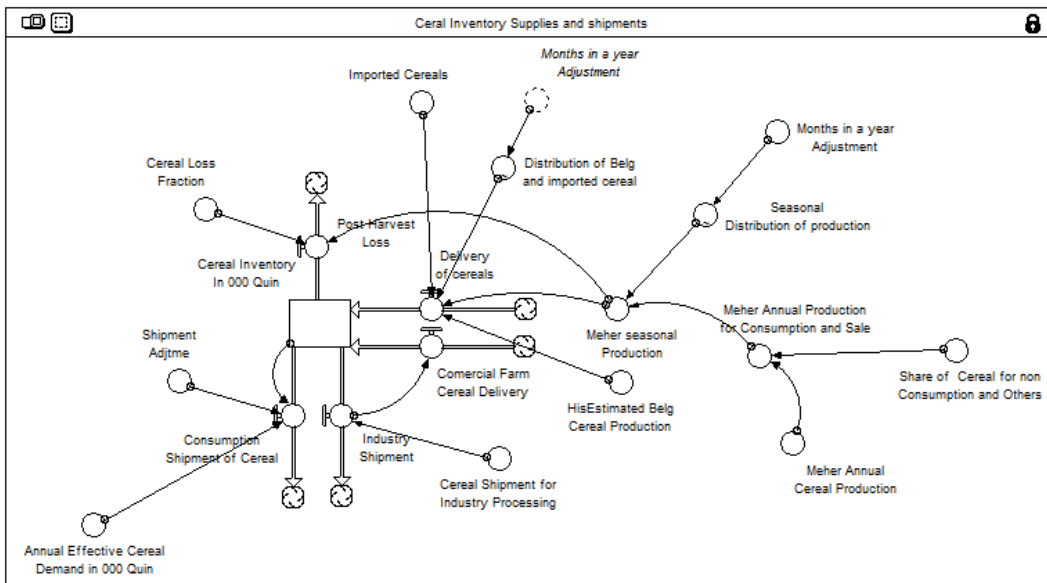 Ceral Inventory Supplies and shipments
Months in a year
Adjustment
Imported Cereals
Months in a year
Adjustment
Cereal Loss
Fraction
Distribution of Belg
and imported cereal
Seasonal
Distribution of production
Post Harvest
Loss
Delivery
of cereals
Cereal Inventory
In 000 Quin
Meher Annual Production
for Consumption and Sale
Shipment
Adjtme
Meher seasonal
Production
Comercial Farm
Cereal Delivery
Share of Cereal for non
Consumption and Others
HisEstimated Belg
Cereal Production
Consumption
Shipment of Cereal
Industry
Shipment
Meher Annual
Cereal Production
Cereal Shipment for
Industry Processing
Annual Effective Cereal
Demand in 000 Quin